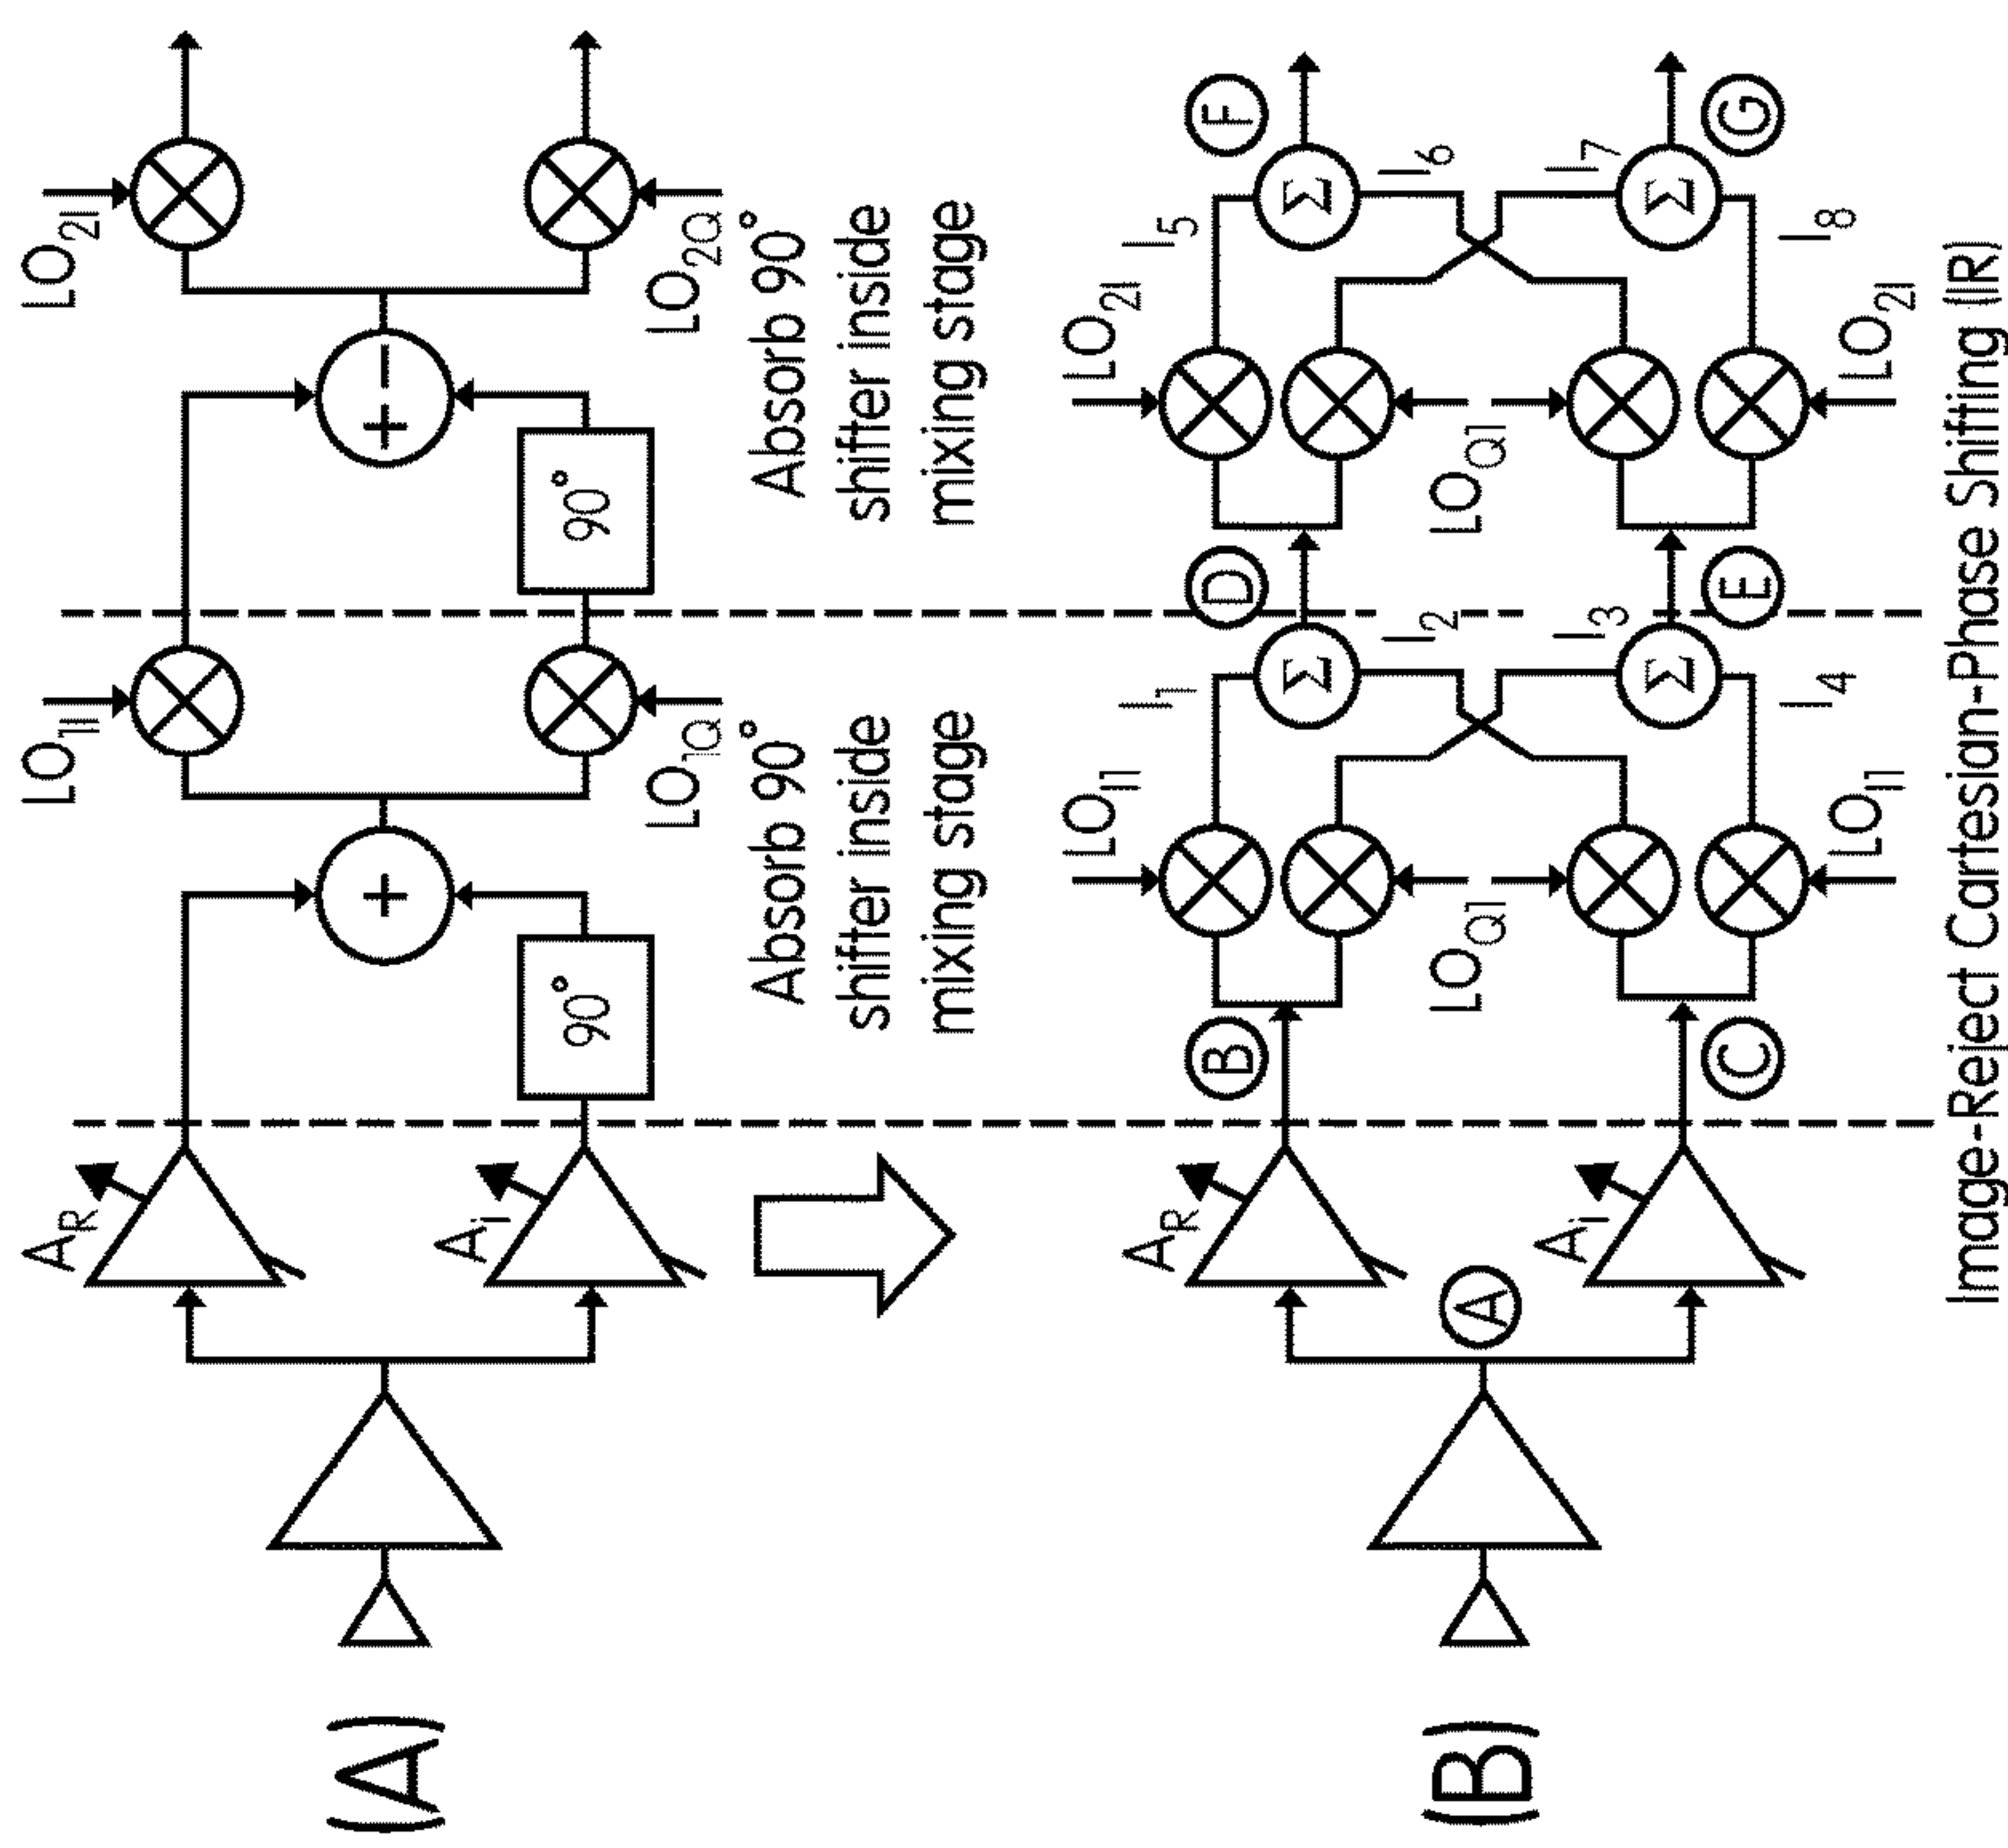 (A)
A_R
A_i
90°
+
LO_1I
LO_1Q
Absorb 90°
shifter inside
mixing stage
90°
+ −
LO_2I
LO_2Q
Absorb 90°
shifter inside
mixing stage
(B)
A
A_R
A_i
B
C
LO_I1
LO_Q1
LO_I1
I_1
I_2
I_3
I_4
Σ
Σ
D
E
LO_2I
LO_Q1
LO_2I
I_5
I_6
I_7
I_8
Σ
Σ
F
G
Image-Reject Cartesian-Phase Shifting (IR)